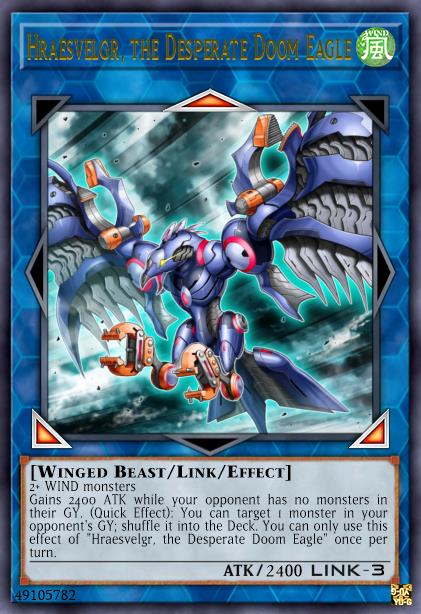 Hraesvelgr, the Desperate Doom Eagle
WIND
風
[Winged Beast/Link/Effect]
2+ WIND monsters
Gains 2400 ATK while your opponent has no monsters in
their GY. (Quick Effect): You can target 1 monster in your
opponent's GY; shuffle it into the Deck. You can only use this
effect of "Hraesvelgr, the Desperate Doom Eagle" once per
turn.
ATK/2400 LINK-3
49105782